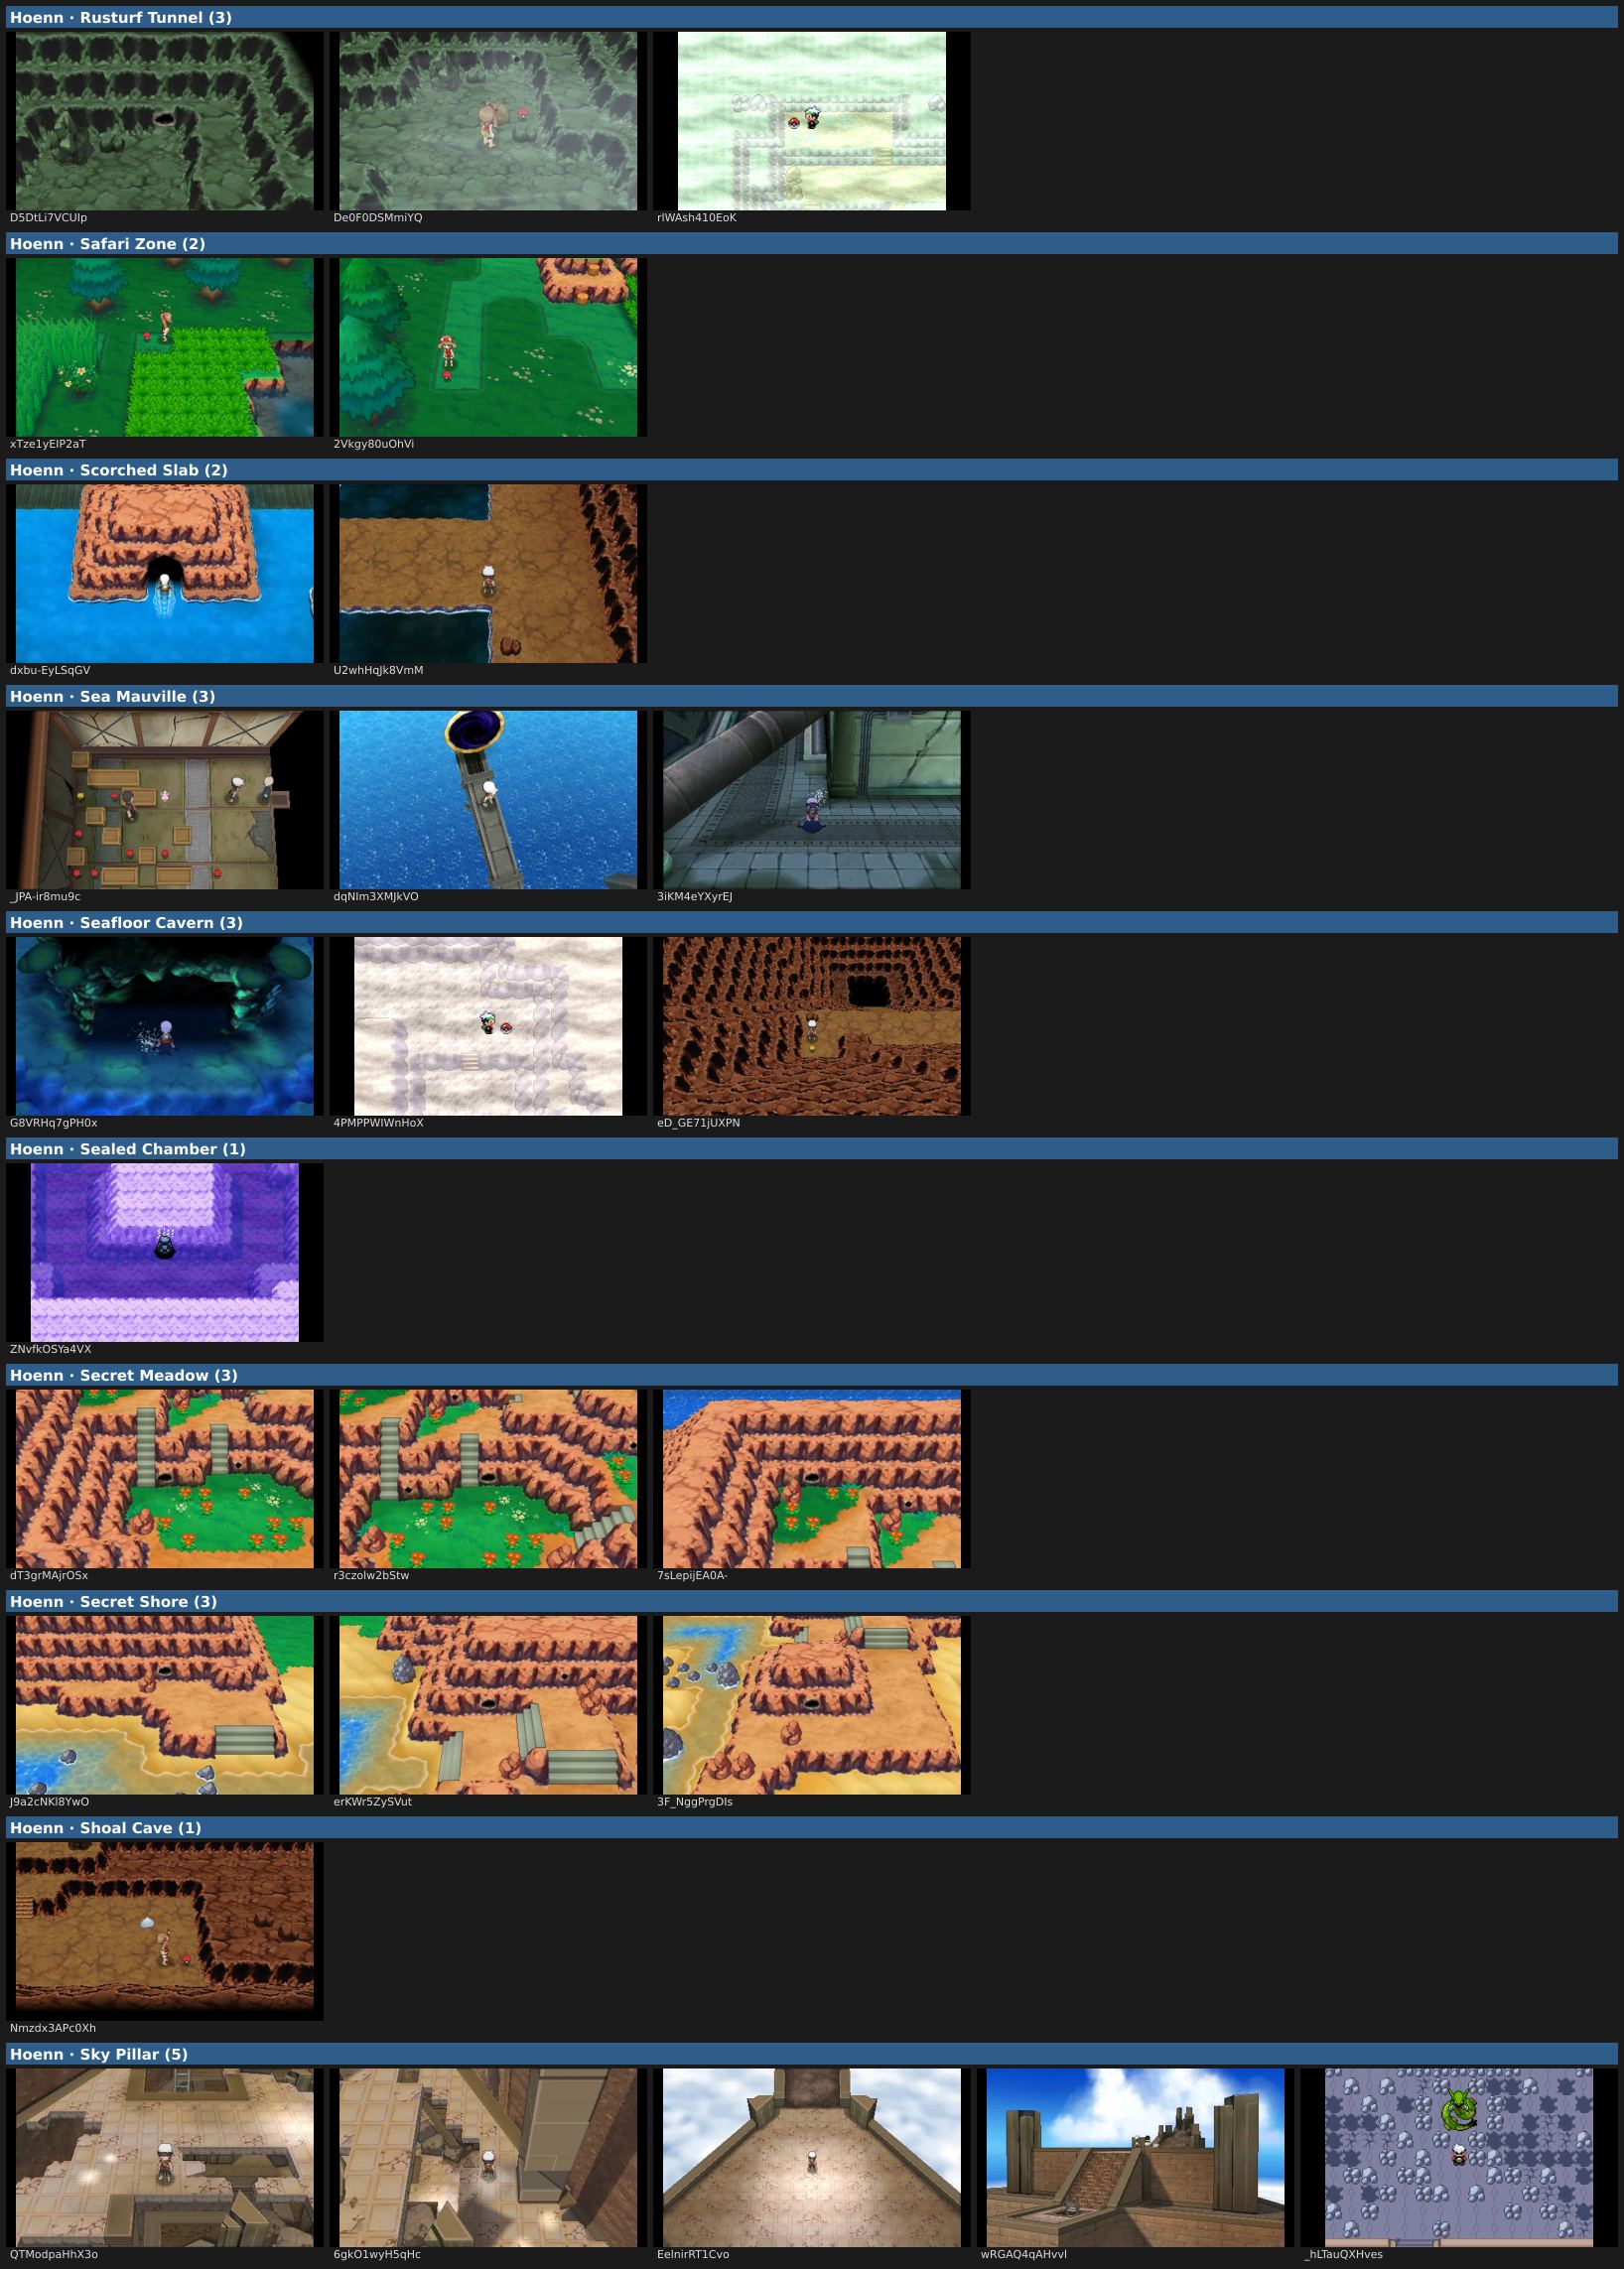 Hoenn · Rusturf Tunnel (3)
D5DtLi7VCUIp
De0F0DSMmiYQ
rIWAsh410EoK
Hoenn · Safari Zone (2)
xTze1yEIP2aT
2Vkgy80uOhVi
Hoenn · Scorched Slab (2)
dxbu-EyLSqGV
U2whHqJk8VmM
Hoenn · Sea Mauville (3)
_JPA-ir8mu9c
dqNIm3XMJkVO
3iKM4eYXyrEJ
Hoenn · Seafloor Cavern (3)
G8VRHq7gPH0x
4PMPPWIWnHoX
eD_GE71jUXPN
Hoenn · Sealed Chamber (1)
ZNvfkOSYa4VX
Hoenn · Secret Meadow (3)
dT3grMAjrOSx
r3czolw2bStw
7sLepijEA0A-
Hoenn · Secret Shore (3)
J9a2cNKl8YwO
erKWr5ZySVut
3F_NggPrgDIs
Hoenn · Shoal Cave (1)
Nmzdx3APc0Xh
Hoenn · Sky Pillar (5)
QTModpaHhX3o
6gkO1wyH5qHc
EelnirRT1Cvo
wRGAQ4qAHvvl
_hLTauQXHves